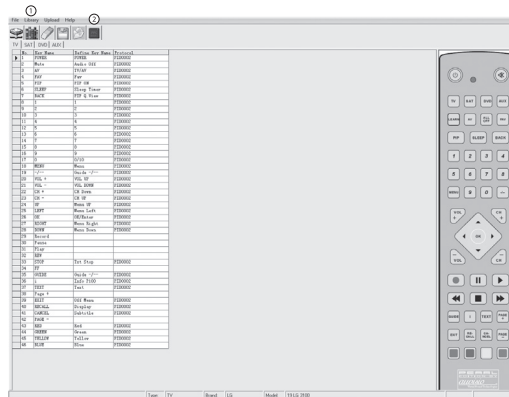 1 2
File Library Upload Help
TV SAT DVD AUX
No Key Name Define Key Name Protocol
1 POWER POWER PID0002
2 Mute Audio OSD PID0002
3 AV TV/AV PID0002
4 FAV Fav PID0002
5 PIP PIP ON PID0002
6 SLEEP Sleep Timer PID0002
7 BACK PIP Q.View PID0002
8 1 1 PID0002
9 2 2 PID0002
10 3 3 PID0002
11 4 4 PID0002
12 5 5 PID0002
13 6 6 PID0002
14 7 7 PID0002
15 8 8 PID0002
16 9 9 PID0002
17 0 0/10 PID0002
18 MENU Menu PID0002
19 -/-- Guide -/-- PID0002
20 VOL + VOL UP PID0002
21 VOL - VOL DOWN PID0002
22 CH + CH Down PID0002
23 CH - CH UP PID0002
24 UP Menu UP PID0002
25 LEFT Menu Left PID0002
26 OK OK/Enter PID0002
27 RIGHT Menu Right PID0002
28 DOWN Menu Down PID0002
29 Record
30 Pause
31 Play
32 REW
33 STOP Txt Stop PID0002
34 FF
35 GUIDE Guide -/-- PID0002
36 i Info PID0002
37 TEXT Text PID0002
38 Page +
39 EXIT OSD Menu PID0002
40 RECALL Display PID0002
41 CANCEL Subtitle PID0002
42 PAGE -
43 RED Red PID0002
44 GREEN Green PID0002
45 YELLOW Yellow PID0002
46 BLUE Blue PID0002
TV SAT DVD AUX
LEARN AV ALL OFF FAV
PIP SLEEP BACK
1 2 3 4
5 6 7 8
MENU 9 0 -/--
VOL + CH +
OK
VOL - CH -
GUIDE i TEXT PAGE +
EXIT RECALL CANCEL PAGE -
Type TV Brand LG Model